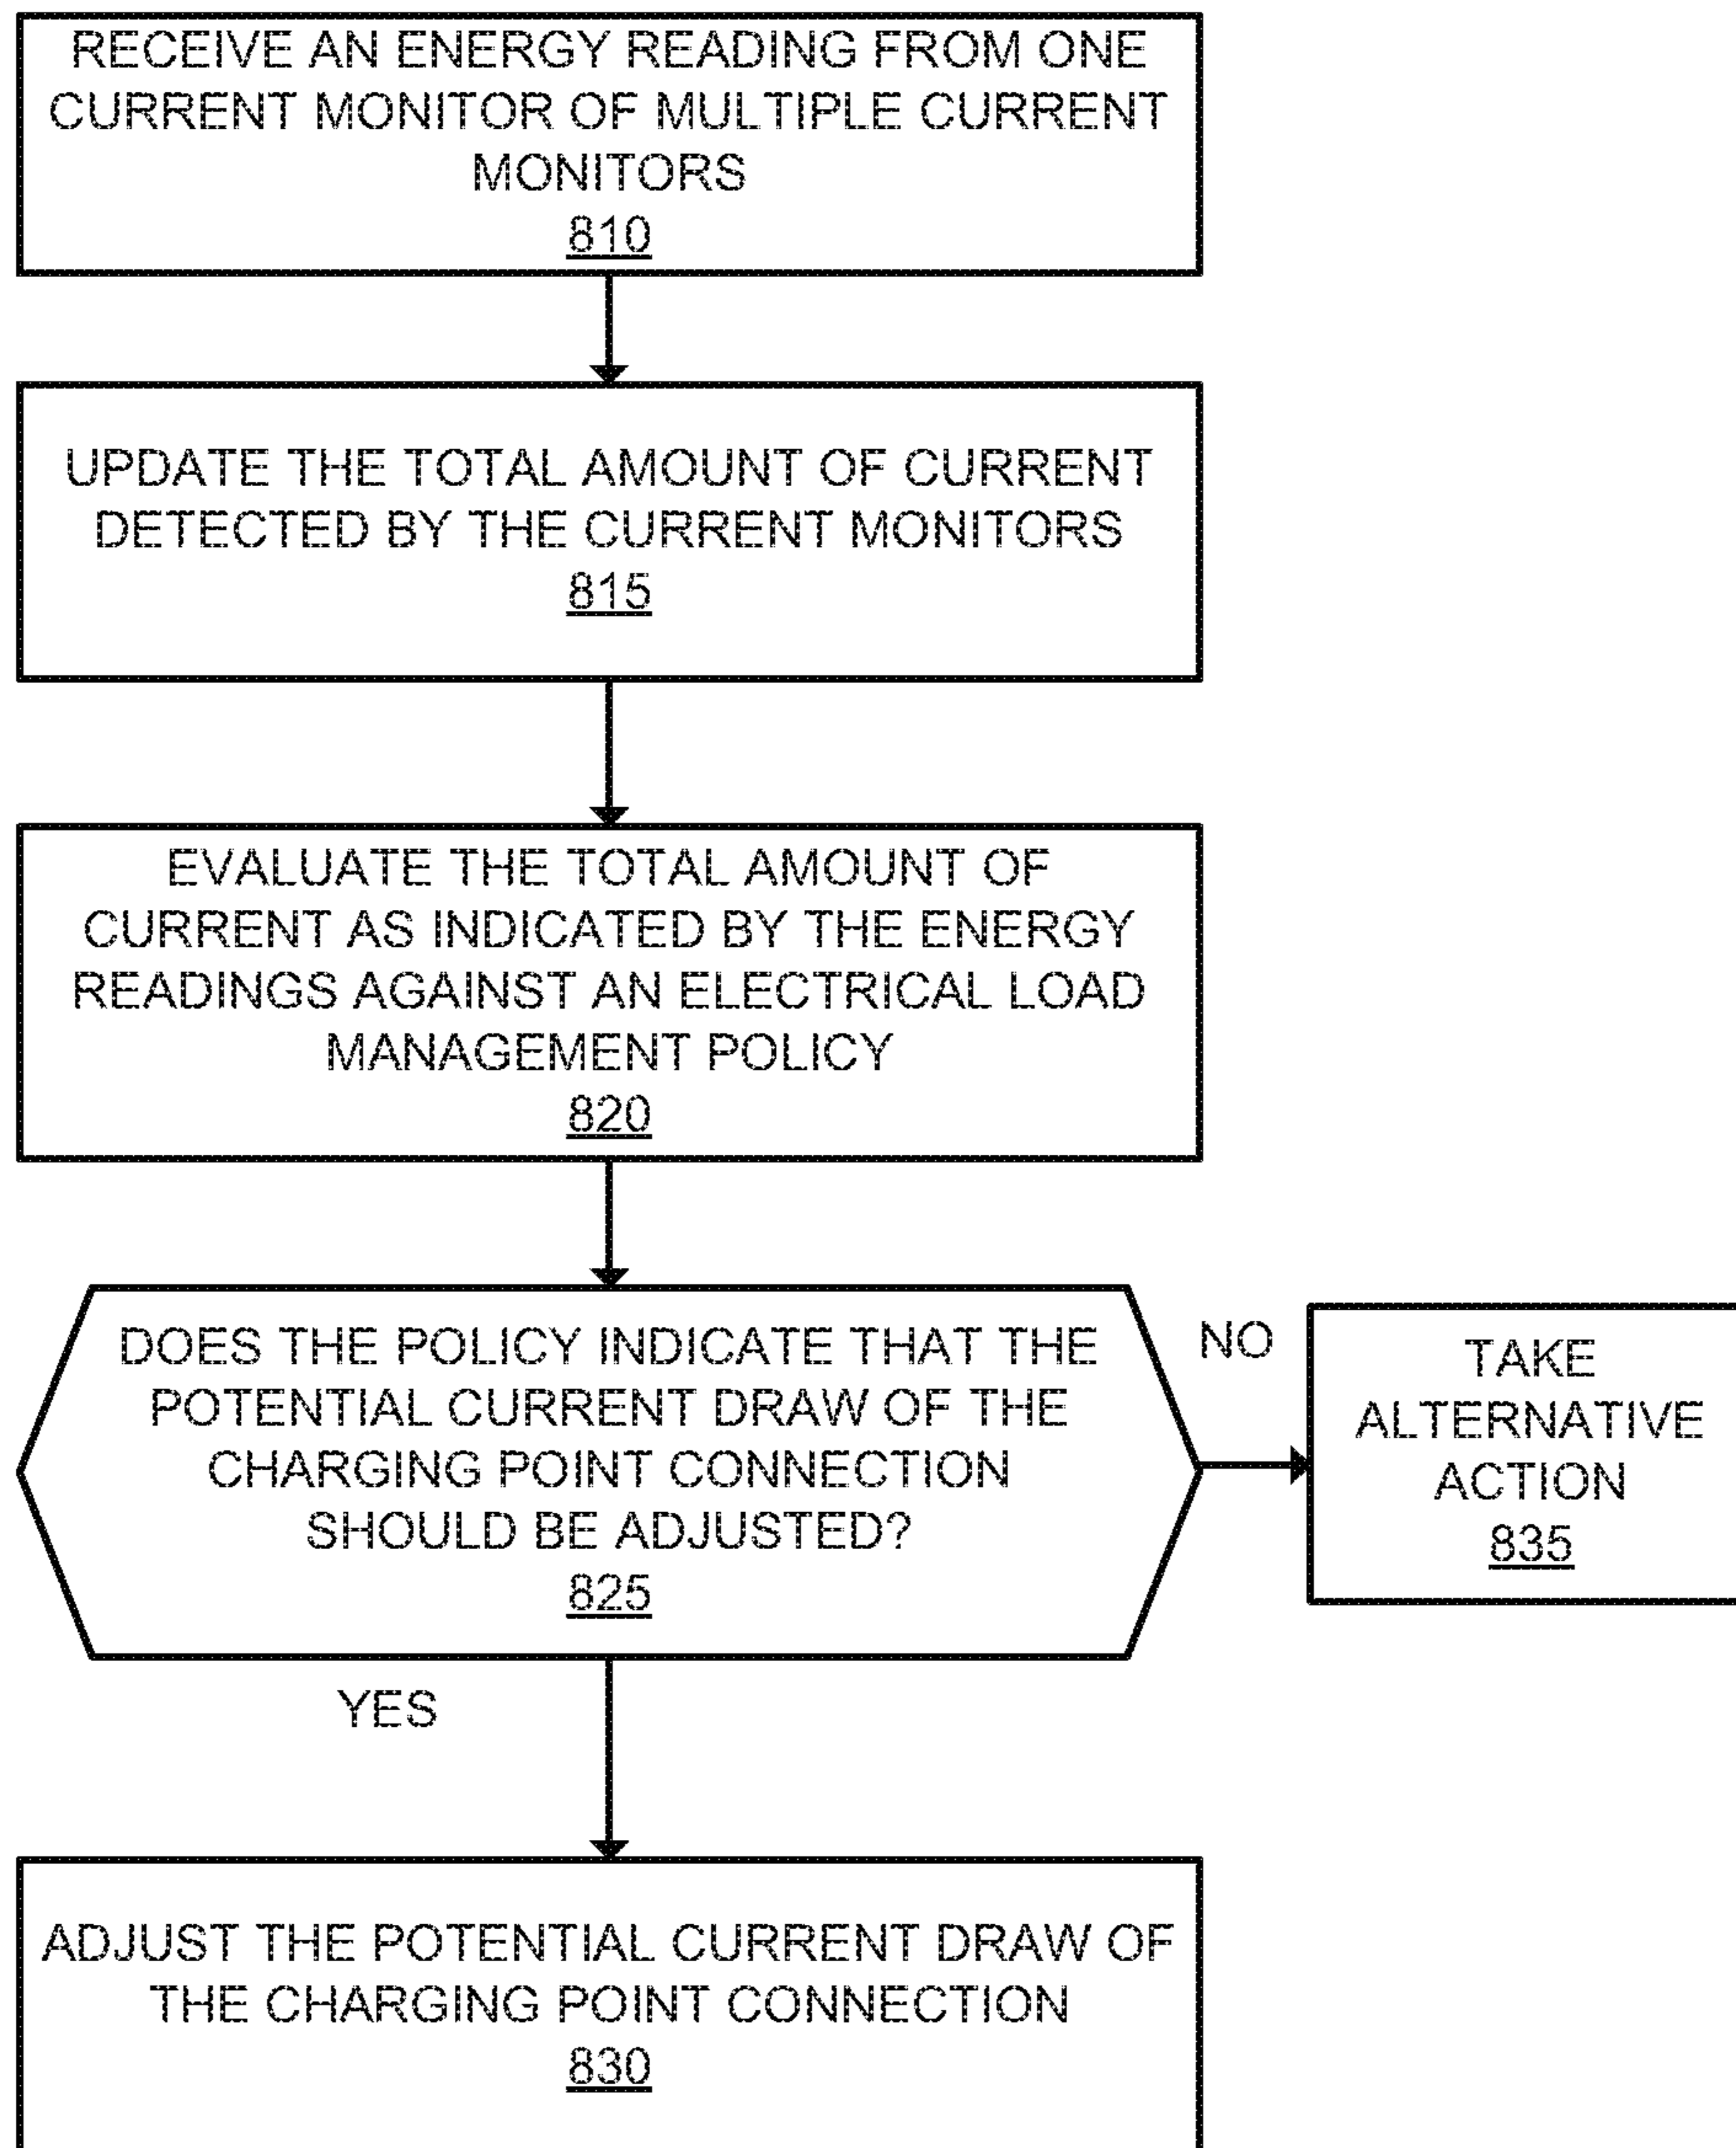 RECEIVE AN ENERGY READING FROM ONE
CURRENT MONITOR OF MULTIPLE CURRENT
MONITORS
810
UPDATE THE TOTAL AMOUNT OF CURRENT
DETECTED BY THE CURRENT MONITORS
815
EVALUATE THE TOTAL AMOUNT OF
CURRENT AS INDICATED BY THE ENERGY
READINGS AGAINST AN ELECTRICAL LOAD
MANAGEMENT POLICY
820
DOES THE POLICY INDICATE THAT THE
POTENTIAL CURRENT DRAW OF THE
CHARGING POINT CONNECTION
SHOULD BE ADJUSTED?
825
NO
TAKE
ALTERNATIVE
ACTION
835
YES
ADJUST THE POTENTIAL CURRENT DRAW OF
THE CHARGING POINT CONNECTION
830